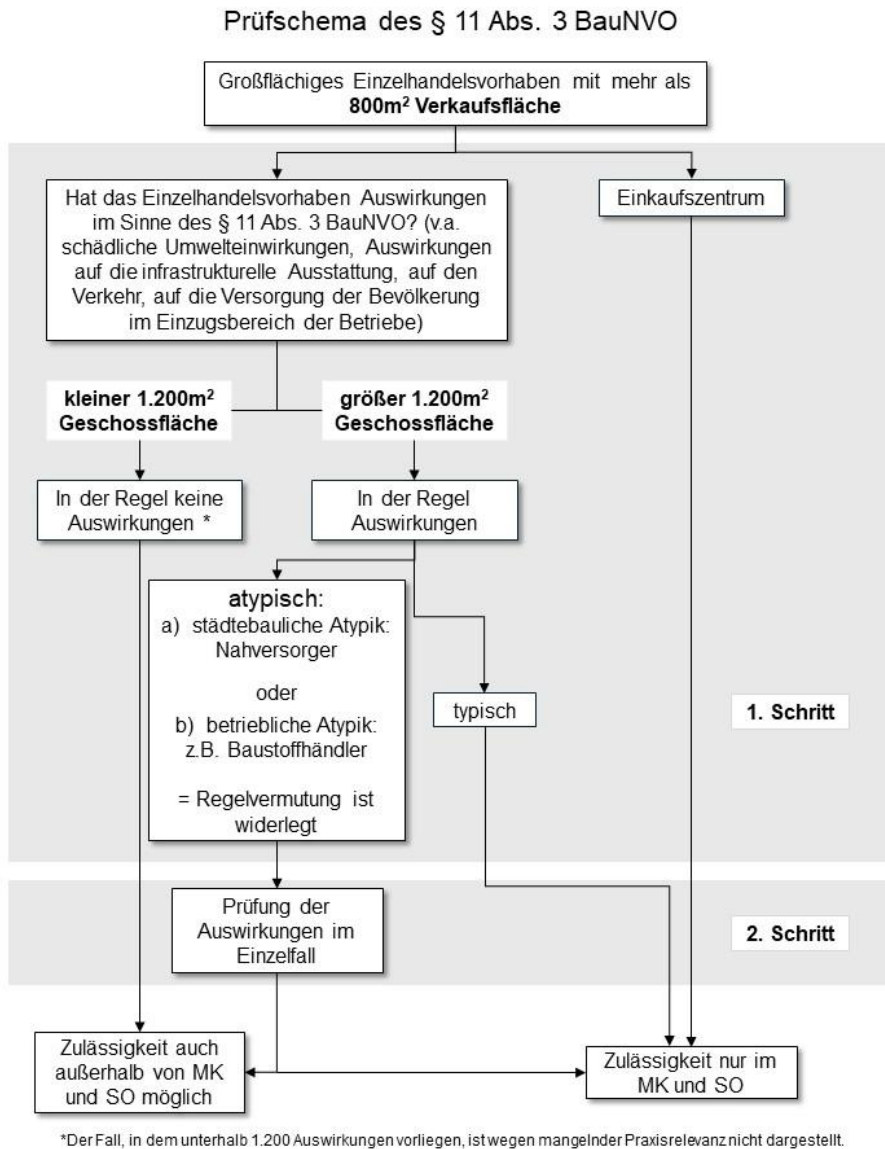 Prüfschema des § 11 Abs. 3 BauNVO
Großflächiges Einzelhandelsvorhaben mit mehr als
800m² Verkaufsfläche
Hat das Einzelhandelsvorhaben Auswirkungen
im Sinne des § 11 Abs. 3 BauNVO? (v.a.
schädliche Umwelteinwirkungen, Auswirkungen
auf die infrastrukturelle Ausstattung, auf den
Verkehr, auf die Versorgung der Bevölkerung
im Einzugsbereich der Betriebe)
Einkaufszentrum
kleiner 1.200m²
Geschossfläche
größer 1.200m²
Geschossfläche
In der Regel keine
Auswirkungen *
In der Regel
Auswirkungen
atypisch:
a) städtebauliche Atypik:
Nahversorger
oder
b) betriebliche Atypik:
z.B. Baustoffhändler
= Regelvermutung ist
widerlegt
typisch
1. Schritt
Prüfung der
Auswirkungen im
Einzelfall
2. Schritt
Zulässigkeit auch
außerhalb von MK
und SO möglich
Zulässigkeit nur im
MK und SO
*Der Fall, in dem unterhalb 1.200 Auswirkungen vorliegen, ist wegen mangelnder Praxisrelevanz nicht dargestellt.